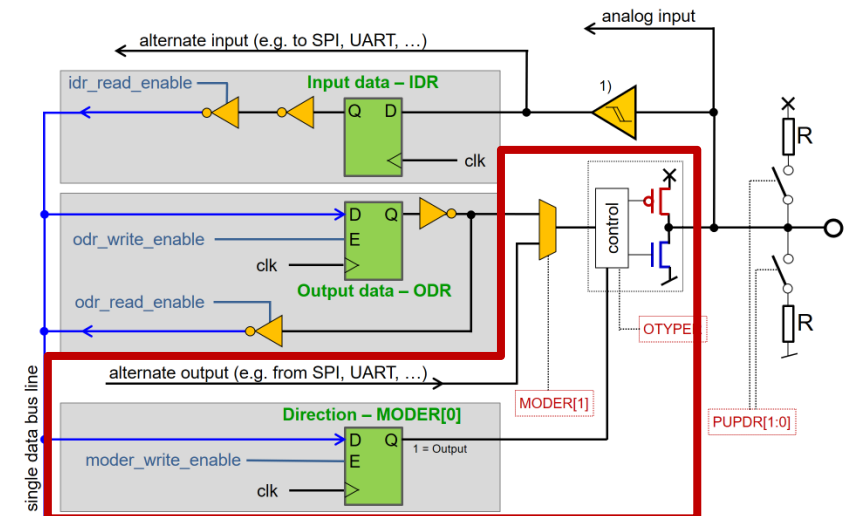 analog input
alternate input (e.g. to SPI, UART, …)
idr_read_enable
Input data – IDR
1)
Q D
clk
R
D Q
E
odr_write_enable
clk
Output data – ODR
odr_read_enable
control
OTYPE
R
alternate output (e.g. from SPI, UART, …)
MODER[1]
PUPDR[1:0]
Direction – MODER[0]
D Q
1 = Output
E
moder_write_enable
clk
single data bus line